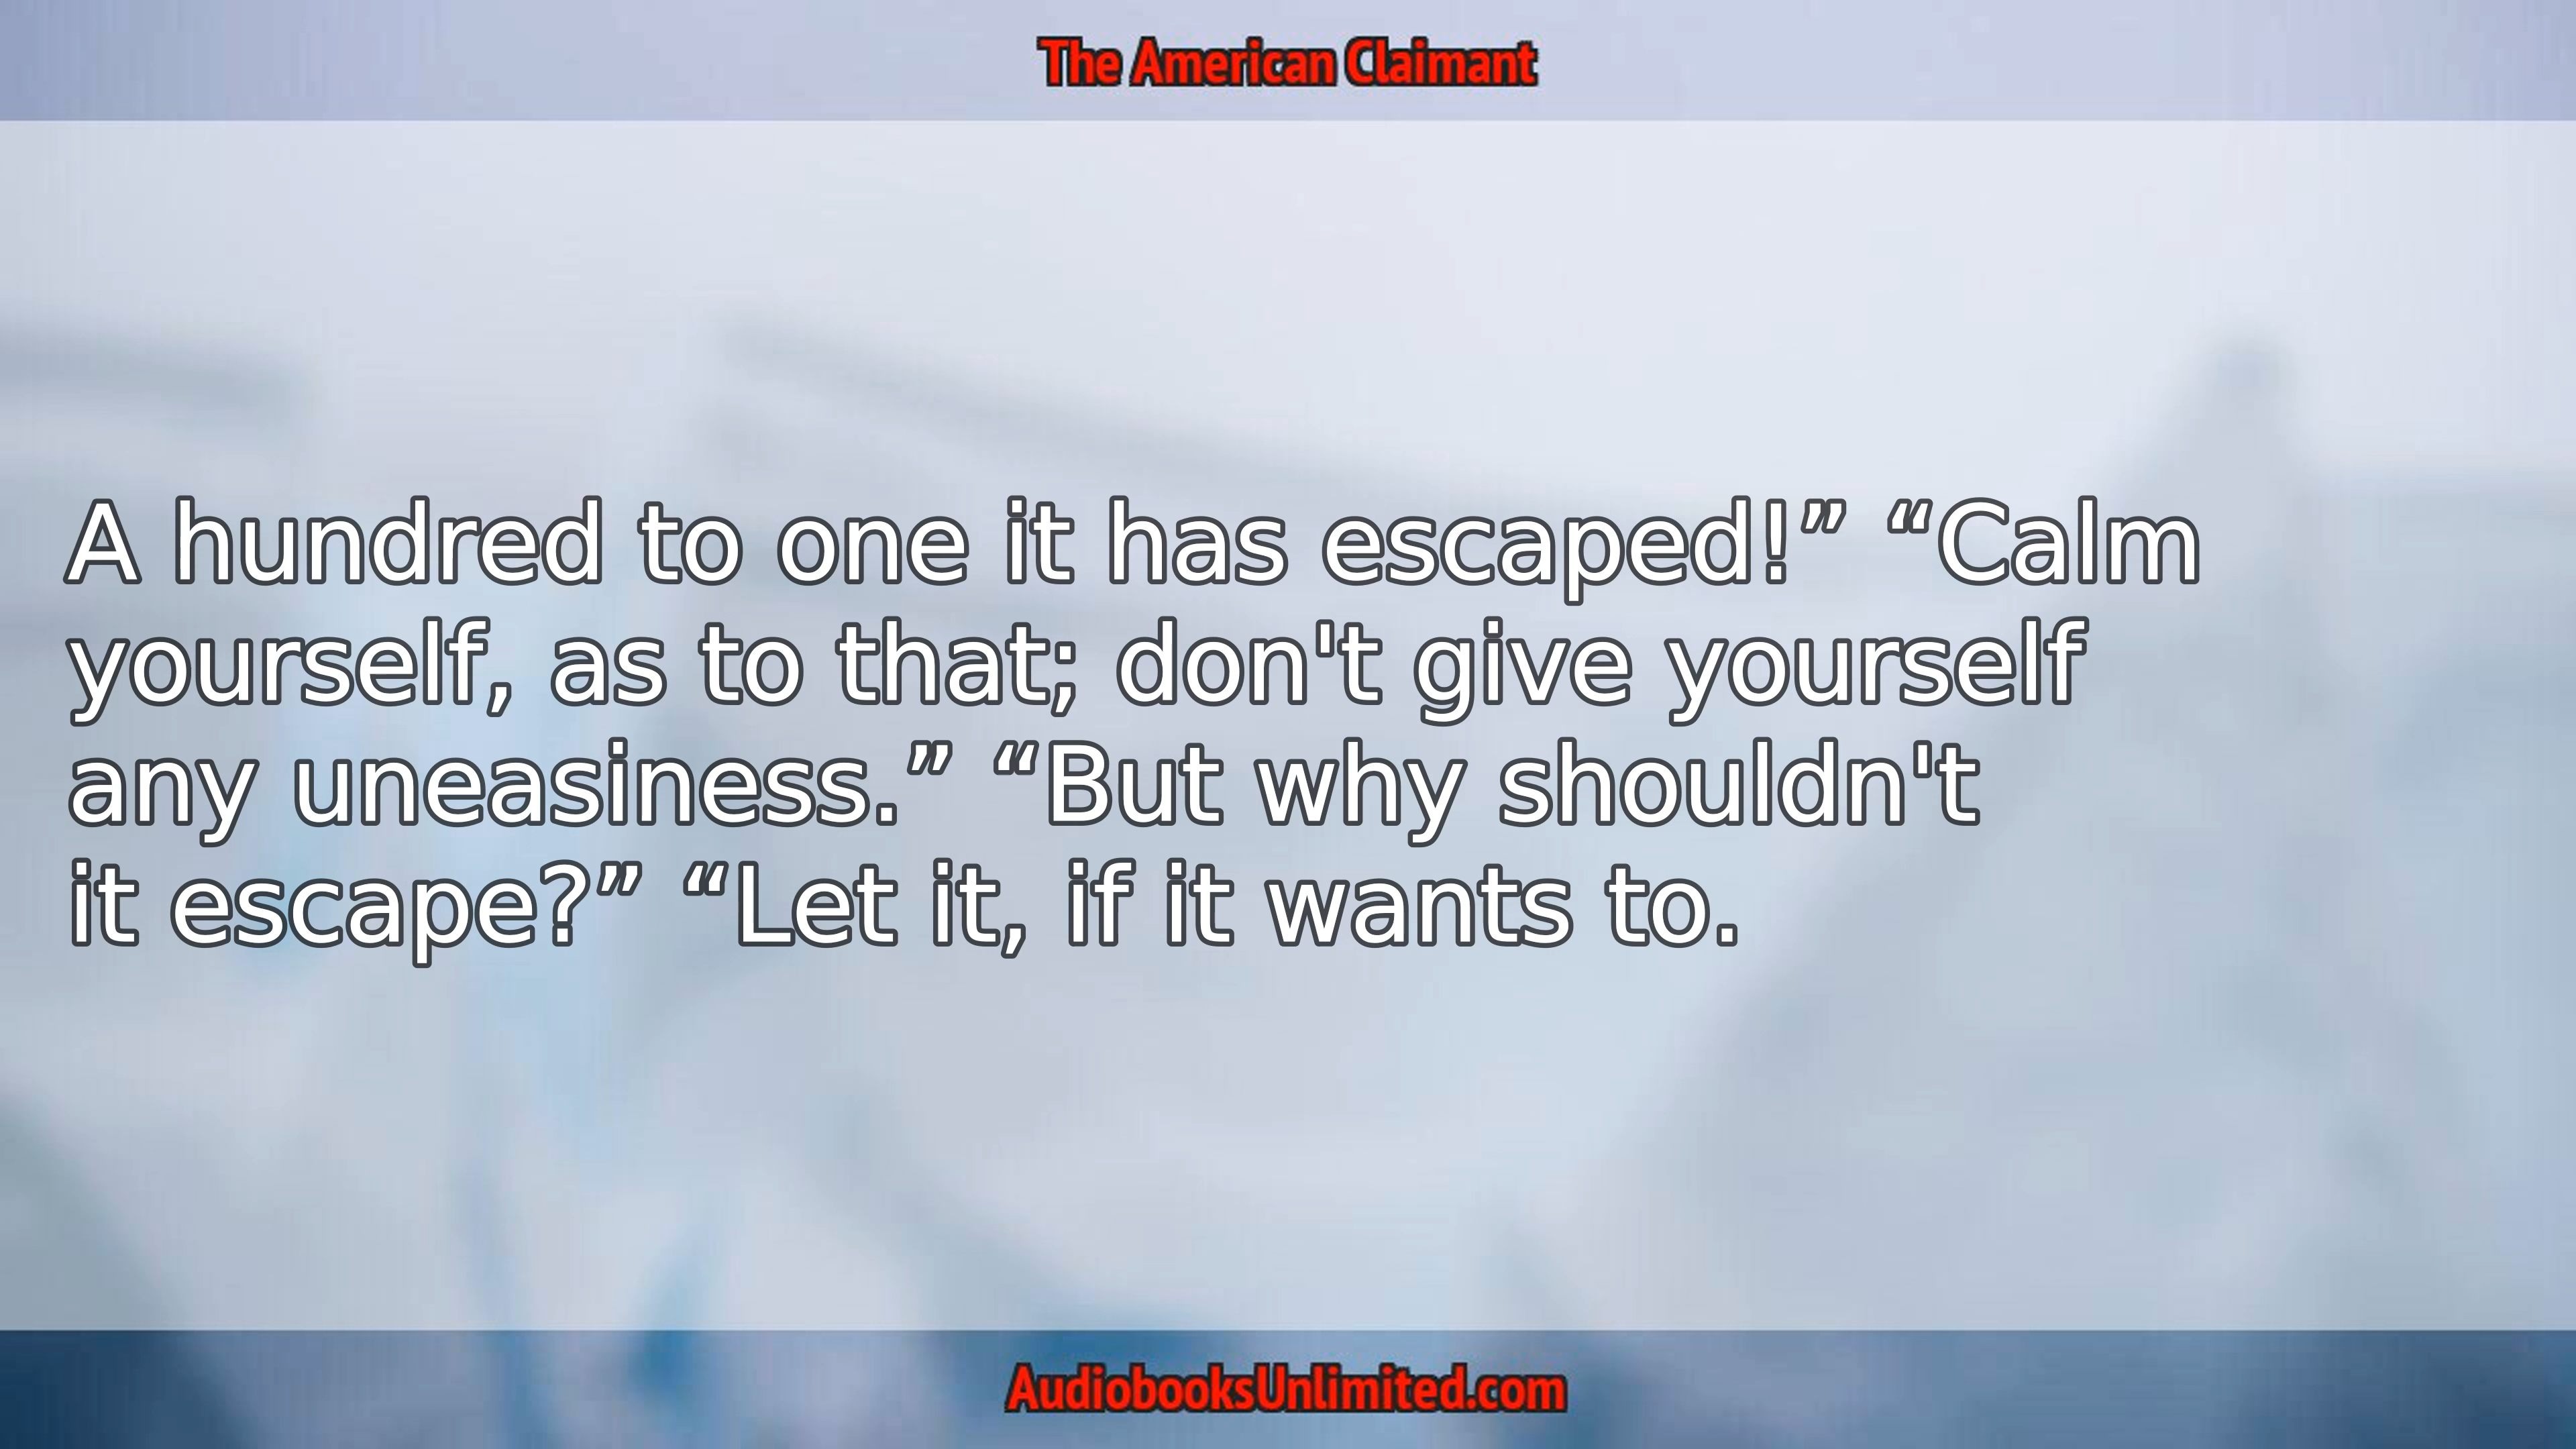 The American Claimant
A hundred to one it has escaped!” “Calm
yourself, as to that; don't give yourself
any uneasiness.” “But why shouldn't
it escape?” “Let it, if it wants to.
AudiobooksUnlimited.com